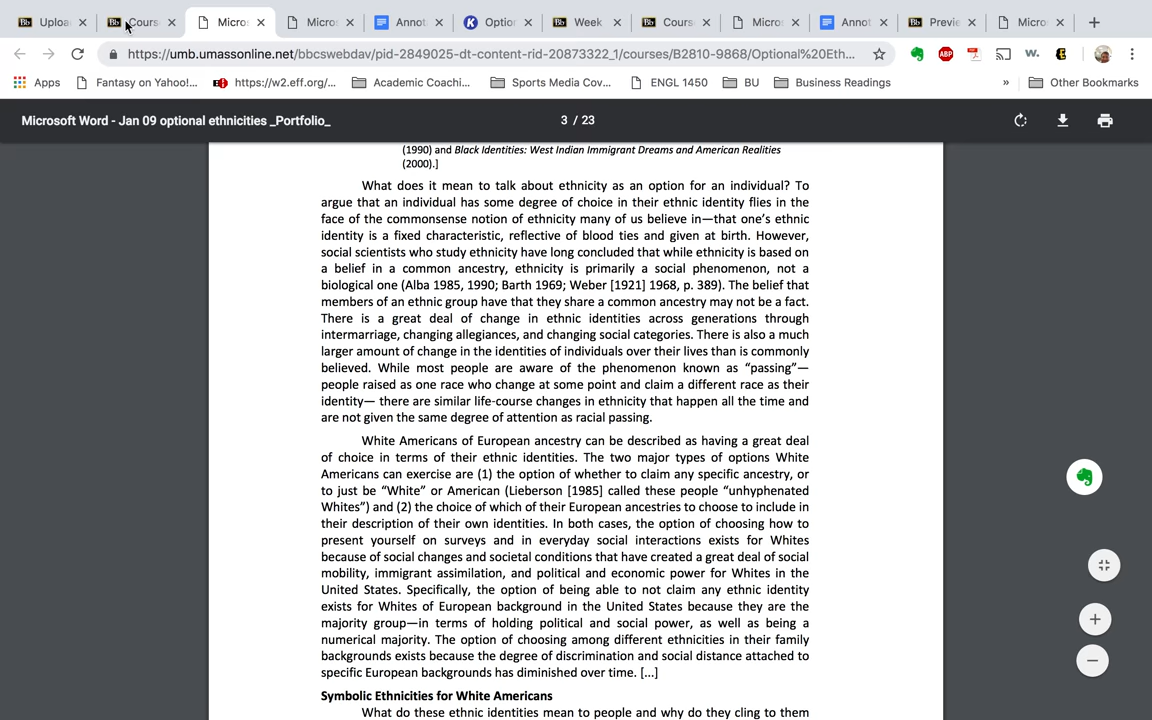 Uploa
Cours
Micros
Micros
Annot
Option
Week
Cours
Micros
Annot
Previe
Micros
https://umb.umassonline.net/bbcswebdav/pid-2849025-dt-content-rid-20873322_1/courses/B2810-9868/Optional%20Eth...
ABP
w.
Apps
Fantasy on Yahoo!...
https://w2.eff.org/...
Academic Coachi...
Sports Media Cov...
ENGL 1450
BU
Business Readings
»
Other Bookmarks
Microsoft Word - Jan 09 optional ethnicities _Portfolio_
3 / 23
(1990) and Black Identities: West Indian Immigrant Dreams and American Realities
(2000).]
What does it mean to talk about ethnicity as an option for an individual? To
argue that an individual has some degree of choice in their ethnic identity flies in the
face of the commonsense notion of ethnicity many of us believe in—that one's ethnic
identity is a fixed characteristic, reflective of blood ties and given at birth. However,
social scientists who study ethnicity have long concluded that while ethnicity is based on
a belief in a common ancestry, ethnicity is primarily a social phenomenon, not a
biological one (Alba 1985, 1990; Barth 1969; Weber [1921] 1968, p. 389). The belief that
members of an ethnic group have that they share a common ancestry may not be a fact.
There is a great deal of change in ethnic identities across generations through
intermarriage, changing allegiances, and changing social categories. There is also a much
larger amount of change in the identities of individuals over their lives than is commonly
believed. While most people are aware of the phenomenon known as "passing"—
people raised as one race who change at some point and claim a different race as their
identity— there are similar life-course changes in ethnicity that happen all the time and
are not given the same degree of attention as racial passing.
White Americans of European ancestry can be described as having a great deal
of choice in terms of their ethnic identities. The two major types of options White
Americans can exercise are (1) the option of whether to claim any specific ancestry, or
to just be "White" or American (Lieberson [1985] called these people "unhyphenated
Whites") and (2) the choice of which of their European ancestries to choose to include in
their description of their own identities. In both cases, the option of choosing how to
present yourself on surveys and in everyday social interactions exists for Whites
because of social changes and societal conditions that have created a great deal of social
mobility, immigrant assimilation, and political and economic power for Whites in the
United States. Specifically, the option of being able to not claim any ethnic identity
exists for Whites of European background in the United States because they are the
majority group—in terms of holding political and social power, as well as being a
numerical majority. The option of choosing among different ethnicities in their family
backgrounds exists because the degree of discrimination and social distance attached to
specific European backgrounds has diminished over time. [...]
Symbolic Ethnicities for White Americans
What do these ethnic identities mean to people and why do they cling to them